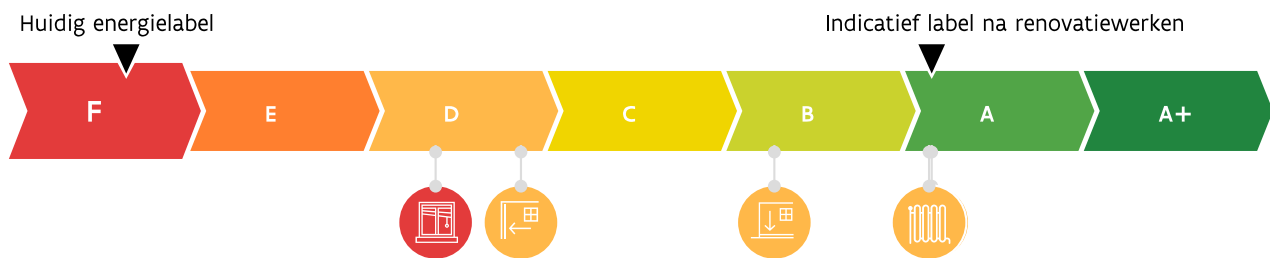 Huidig energielabel
Indicatief label na renovatiewerken
F E D C B A A+